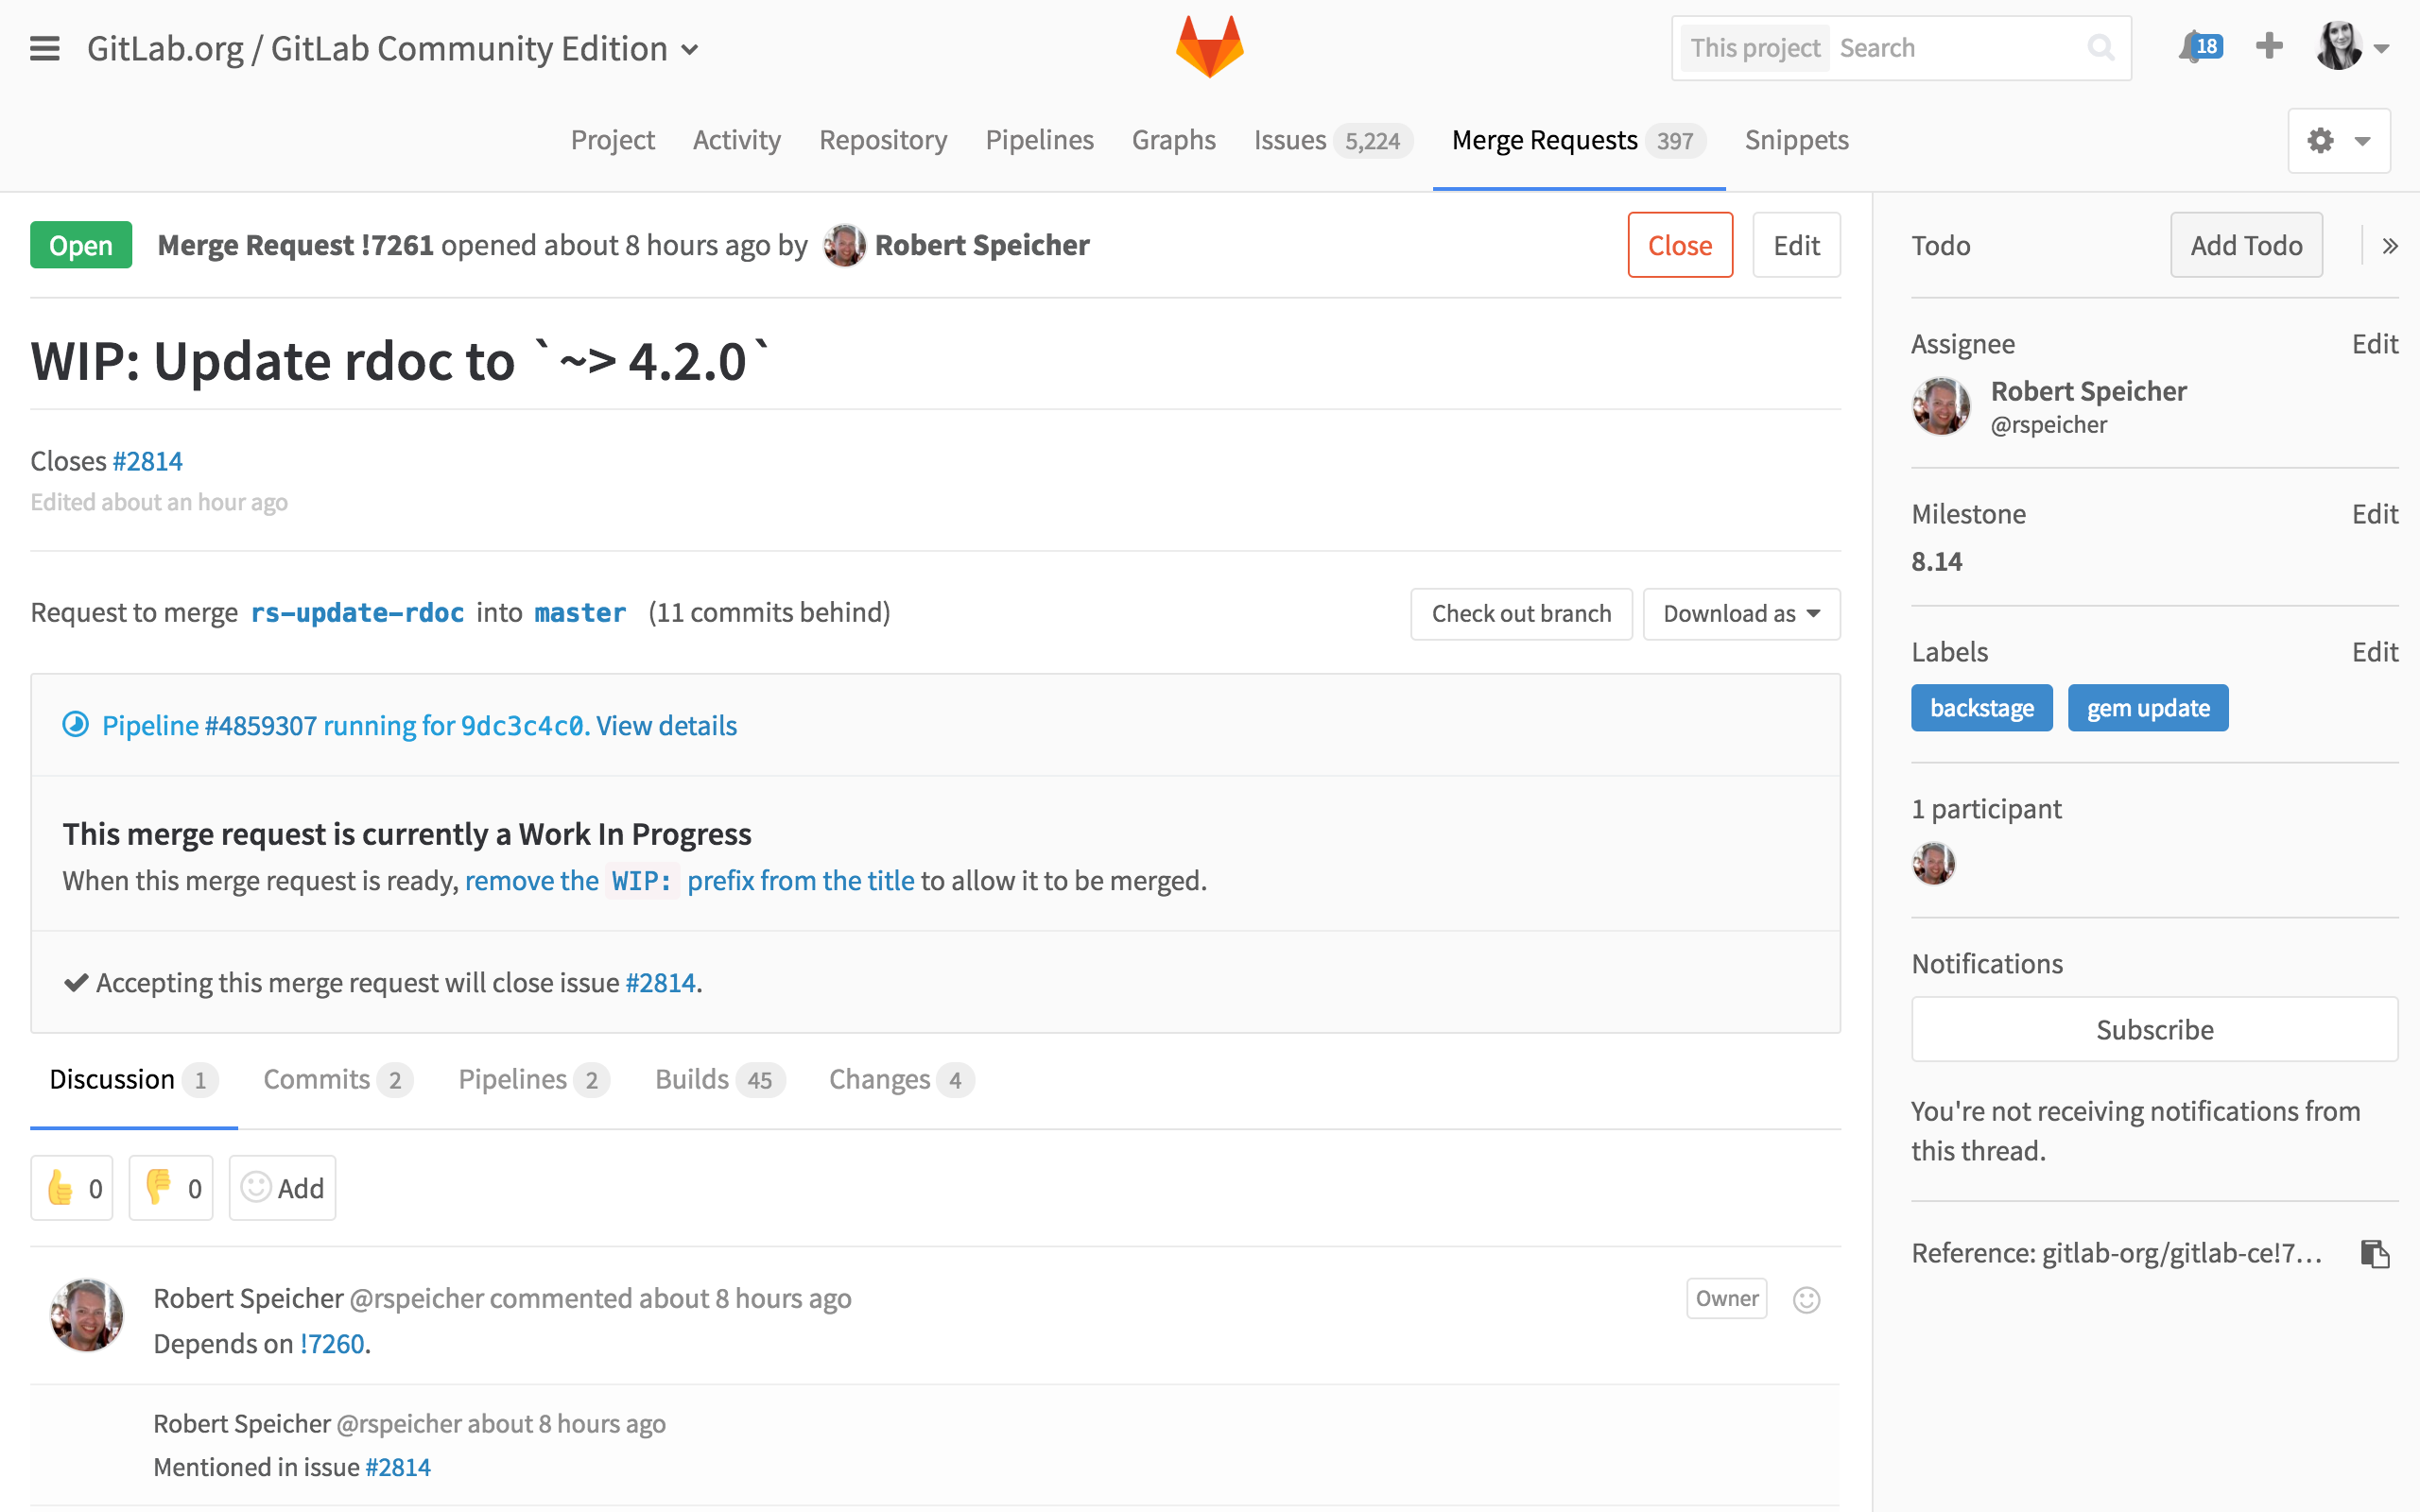 GitLab.org / GitLab Community Edition
This project Search
18
Project Activity Repository Pipelines Graphs Issues 5,224 Merge Requests 397 Snippets
Open Merge Request !7261 opened about 8 hours ago by Robert Speicher
Close Edit
WIP: Update rdoc to `~> 4.2.0`
Closes #2814
Edited about an hour ago
Request to merge rs-update-rdoc into master (11 commits behind)
Check out branch Download as
Pipeline #4859307 running for 9dc3c4c0. View details
This merge request is currently a Work In Progress
When this merge request is ready, remove the WIP: prefix from the title to allow it to be merged.
Accepting this merge request will close issue #2814.
Discussion 1 Commits 2 Pipelines 2 Builds 45 Changes 4
0 0 Add
Robert Speicher @rspeicher commented about 8 hours ago
Owner
Depends on !7260.
Robert Speicher @rspeicher about 8 hours ago
Mentioned in issue #2814
Todo Add Todo »
Assignee Edit
Robert Speicher
@rspeicher
Milestone Edit
8.14
Labels Edit
backstage gem update
1 participant
Notifications
Subscribe
You're not receiving notifications from
this thread.
Reference: gitlab-org/gitlab-ce!7…